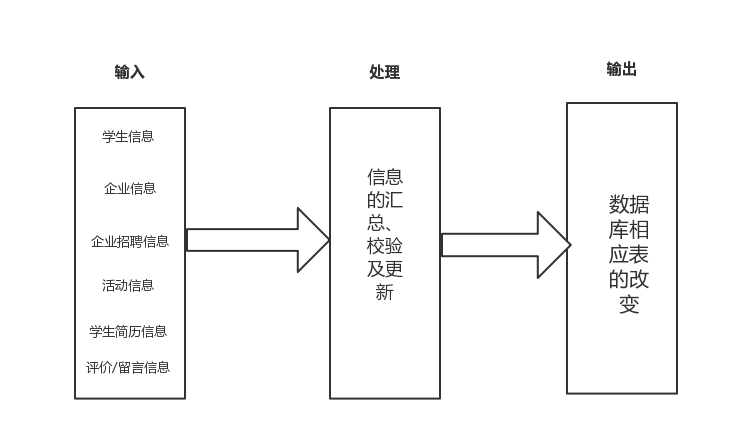 输入
处理
输出
学生信息
企业信息
企业招聘信息
活动信息
学生简历信息
评价/留言信息
信息
的汇
总、
校验
及更
新
数据
库相
应表
的改
变